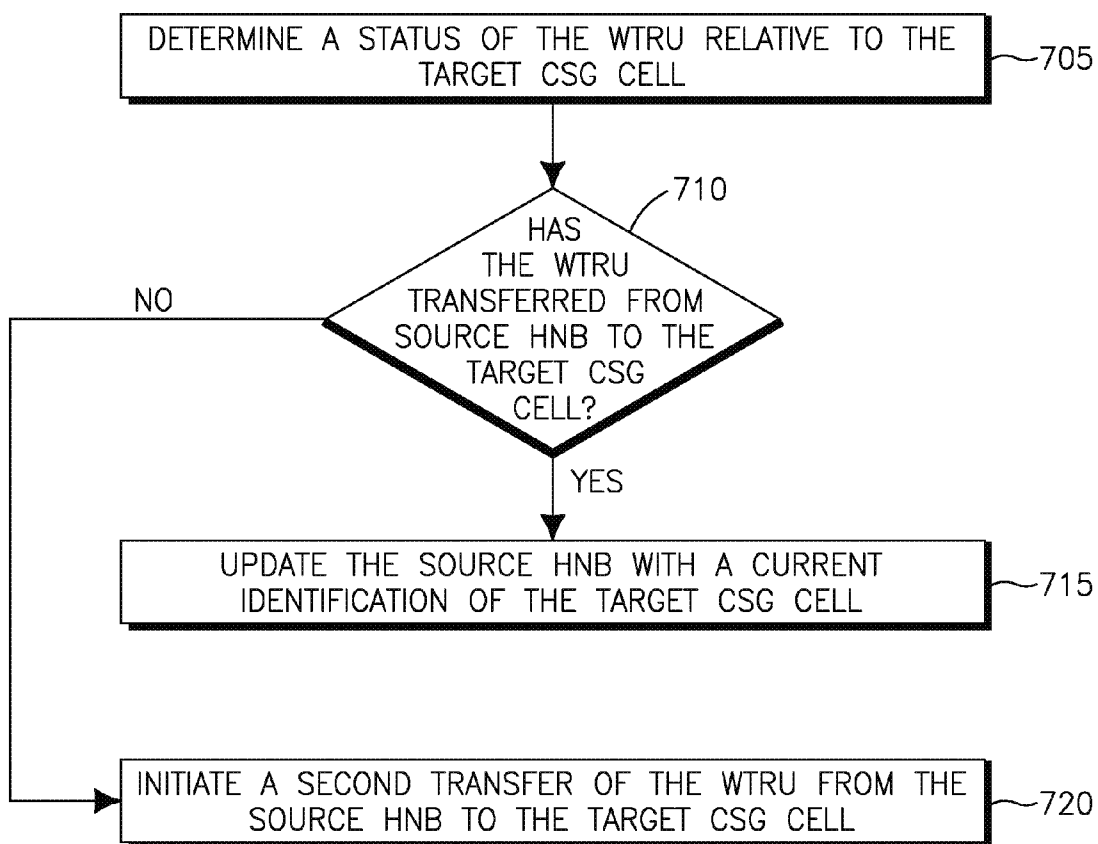 DETERMINE A STATUS OF THE WTRU RELATIVE TO THE
TARGET CSG CELL
705
710
HAS
THE WTRU
TRANSFERRED FROM
SOURCE HNB TO THE
TARGET CSG
CELL?
NO
YES
UPDATE THE SOURCE HNB WITH A CURRENT
IDENTIFICATION OF THE TARGET CSG CELL
715
INITIATE A SECOND TRANSFER OF THE WTRU FROM THE
SOURCE HNB TO THE TARGET CSG CELL
720